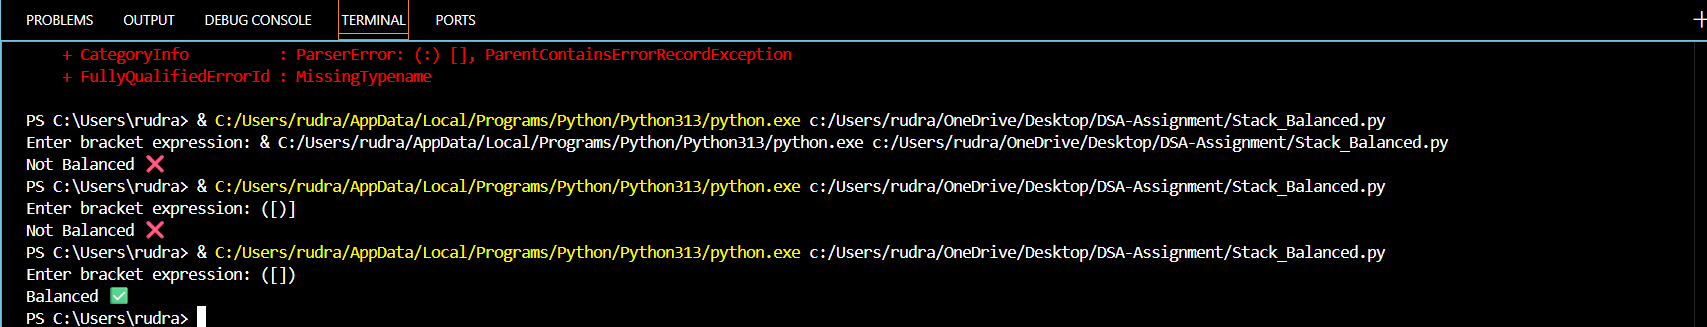 PROBLEMS OUTPUT DEBUG CONSOLE TERMINAL PORTS
+ CategoryInfo : ParserError: (:) [], ParentContainsErrorRecordException
+ FullyQualifiedErrorId : MissingTypename
PS C:\Users\rudra> & C:/Users/rudra/AppData/Local/Programs/Python/Python313/python.exe c:/Users/rudra/OneDrive/Desktop/DSA-Assignment/Stack_Balanced.py
Enter bracket expression: & C:/Users/rudra/AppData/Local/Programs/Python/Python313/python.exe c:/Users/rudra/OneDrive/Desktop/DSA-Assignment/Stack_Balanced.py
Not Balanced ❌
PS C:\Users\rudra> & C:/Users/rudra/AppData/Local/Programs/Python/Python313/python.exe c:/Users/rudra/OneDrive/Desktop/DSA-Assignment/Stack_Balanced.py
Enter bracket expression: ([)]
Not Balanced ❌
PS C:\Users\rudra> & C:/Users/rudra/AppData/Local/Programs/Python/Python313/python.exe c:/Users/rudra/OneDrive/Desktop/DSA-Assignment/Stack_Balanced.py
Enter bracket expression: ([])
Balanced ✅
PS C:\Users\rudra>